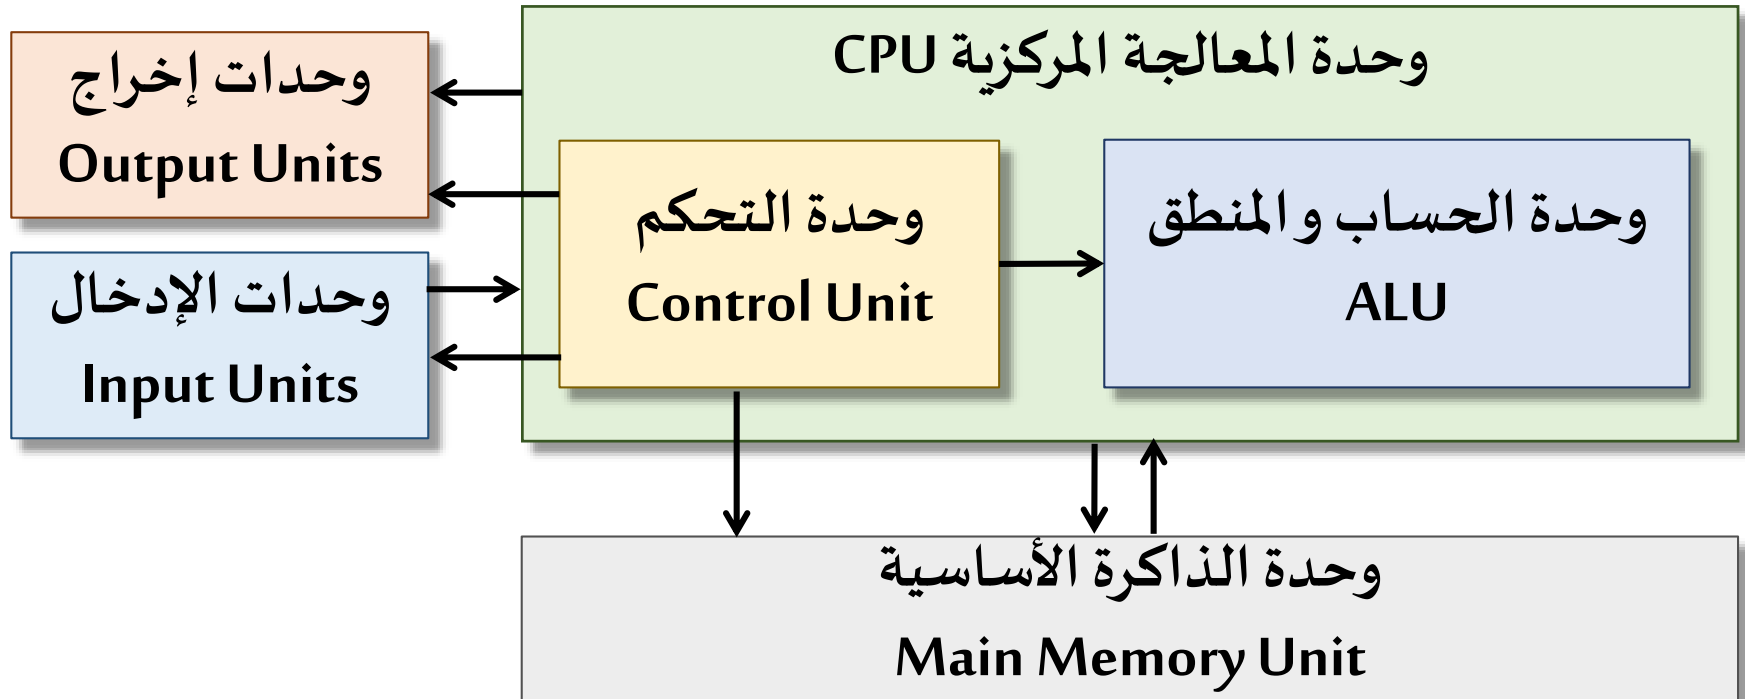 وحدة المعالجة المركزية CPU
وحدات إخراج
Output Units
وحدة التحكم
Control Unit
وحدة الحساب والمنطق
ALU
وحدات الإدخال
Input Units
وحدة الذاكرة الأساسية
Main Memory Unit